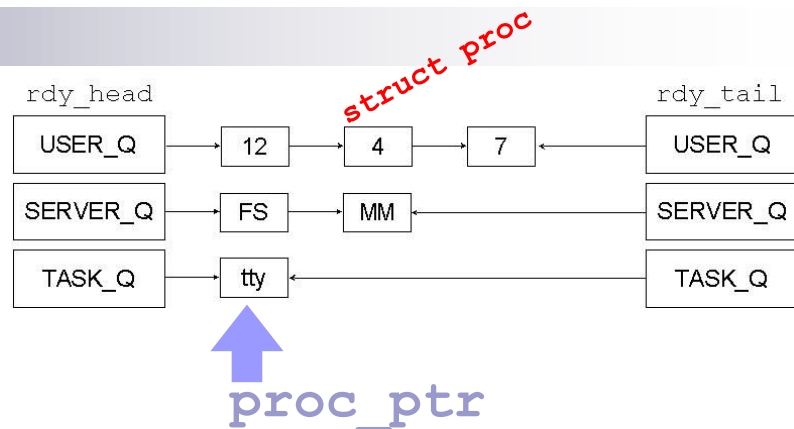 struct proc
rdy_head rdy_tail
USER_Q 12 4 7 USER_Q
SERVER_Q FS MM SERVER_Q
TASK_Q tty TASK_Q
proc_ptr